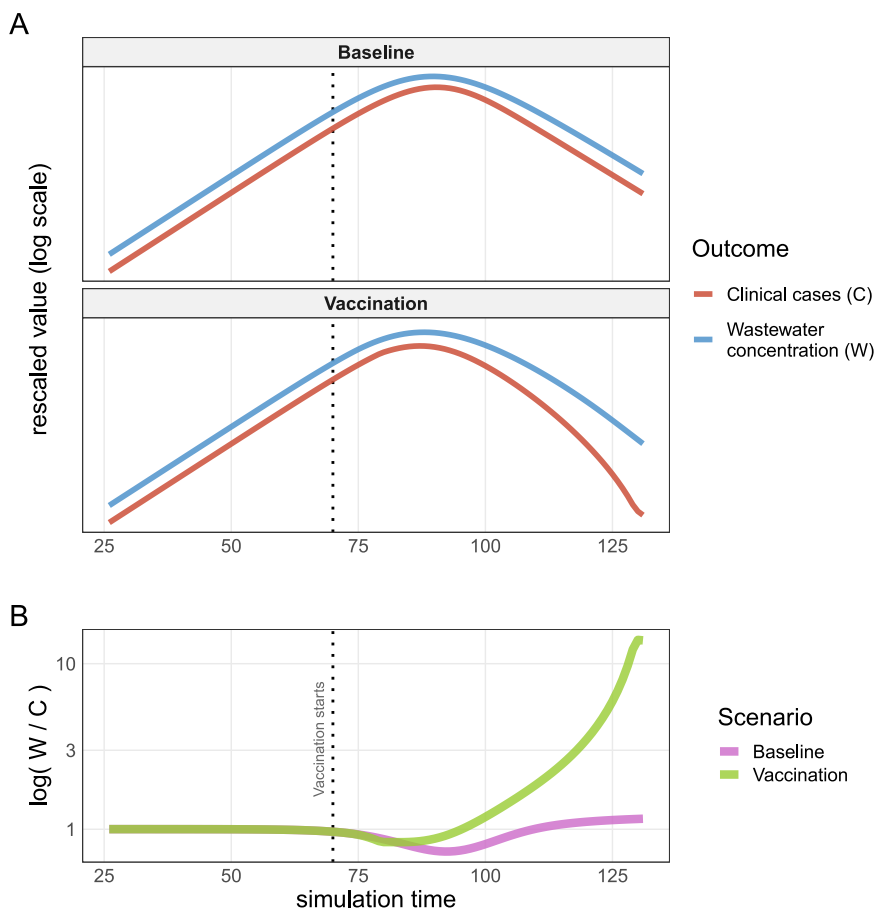 A
Baseline
rescaled value (log scale)
Vaccination
25 50 75 100 125
Outcome
Clinical cases (C)
Wastewater
concentration (W)
B
log( W / C )
10
3
1
Vaccination starts
25 50 75 100 125
simulation time
Scenario
Baseline
Vaccination